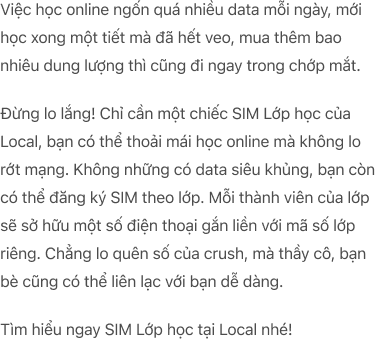 Việc học online ngốn quá nhiều data mỗi ngày, mới
học xong một tiết mà đã hết veo, mua thêm bao
nhiêu dung lượng thì cũng đi ngay trong chớp mắt.
Đừng lo lắng! Chỉ cần một chiếc SIM Lớp học của
Local, bạn có thể thoải mái học online mà không lo
rớt mạng. Không những có data siêu khủng, bạn còn
có thể đăng ký SIM theo lớp. Mỗi thành viên của lớp
sẽ sở hữu một số điện thoại gắn liền với mã số lớp
riêng. Chẳng lo quên số của crush, mà thầy cô, bạn
bè cũng có thể liên lạc với bạn dễ dàng.
Tìm hiểu ngay SIM Lớp học tại Local nhé!